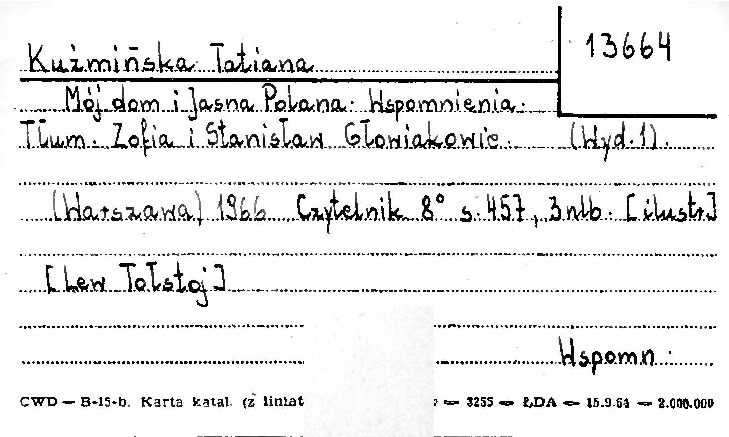 Kuźmińska Tatiana
13664
Mój dom i Jasna Polana. Wspomnienia.
Tłum. Zofia i Stanisław Głowiakowie. (Wyd. 1).
(Warszawa) 1966 Czytelnik 8° s. 457, 3 nlb. [ilustr.]
[Lew Tołstoj]
Wspomn.
CWD — B-15-b. Karta katal. (z liniat — 3255 — ŁDA — 15.9.64 — 2.000.000